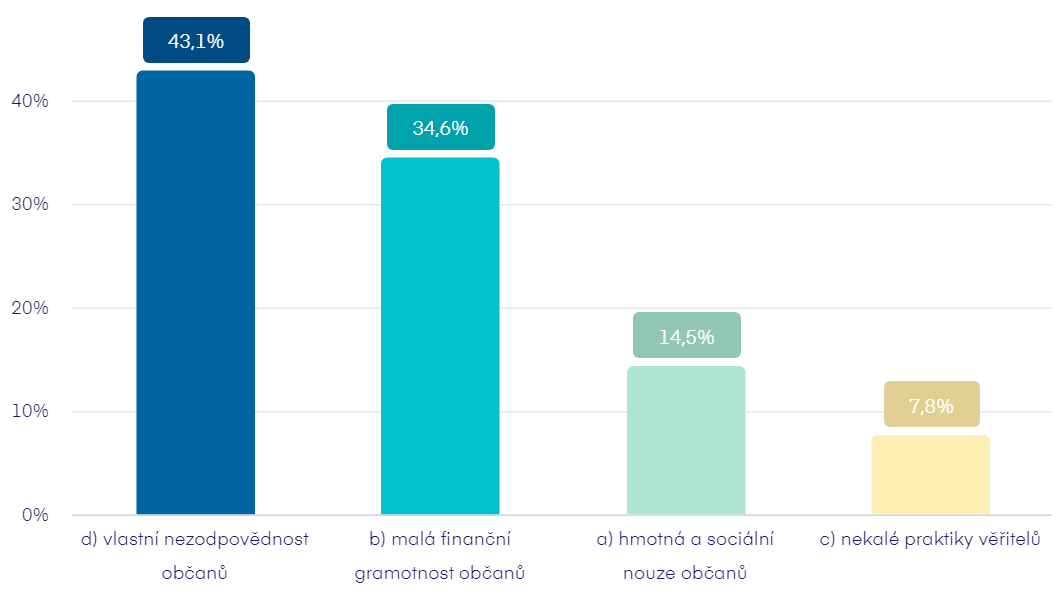 43,1%
40%
34,6%
30%
20%
14,5%
10%
7,8%
0%
d) vlastní nezodpovědnost
občanů
b) malá finanční
gramotnost občanů
a) hmotná a sociální
nouze občanů
c) nekalé praktiky věřitelů